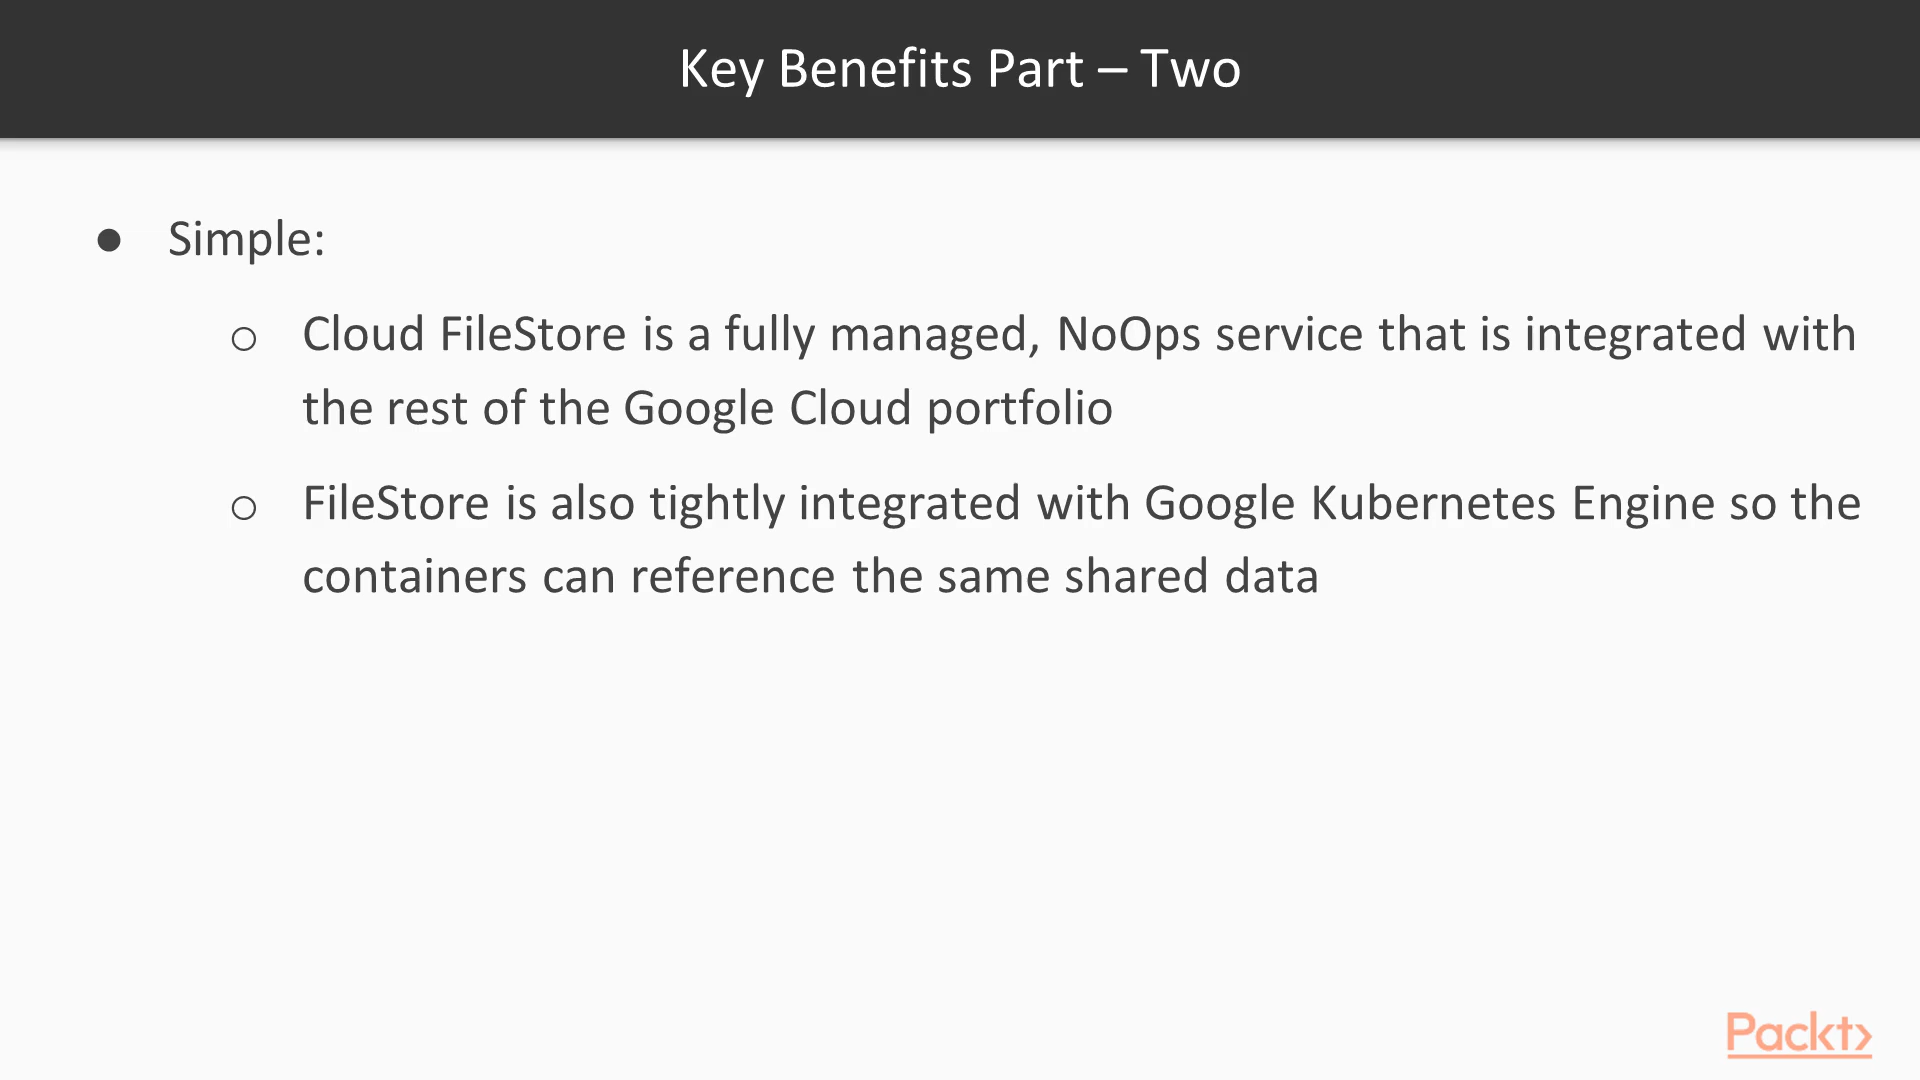 Key Benefits Part – Two
● Simple:
○ Cloud FileStore is a fully managed, NoOps service that is integrated with
the rest of the Google Cloud portfolio
○ FileStore is also tightly integrated with Google Kubernetes Engine so the
containers can reference the same shared data
Packt>